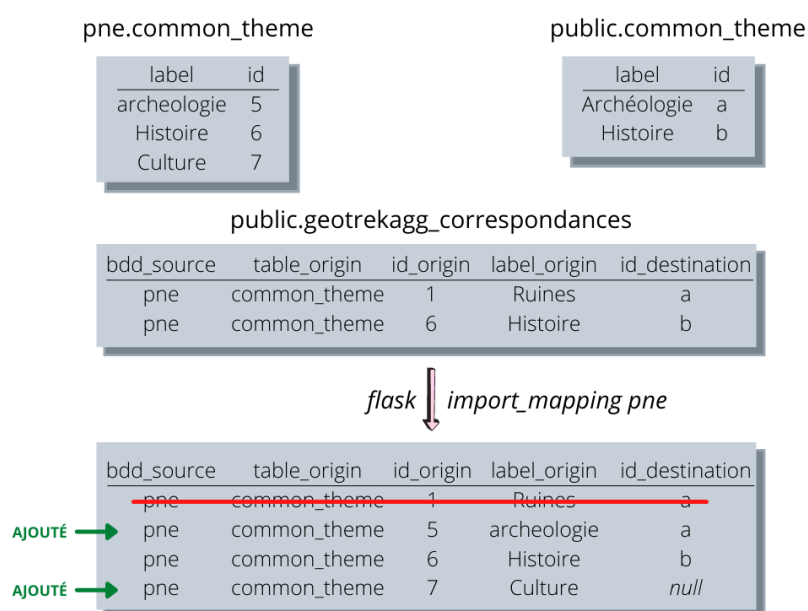 pne.common_theme
label id
archeologie 5
Histoire 6
Culture 7
public.common_theme
label id
Archéologie a
Histoire b
public.geotrekagg_correspondances
bdd_source table_origin id_origin label_origin id_destination
pne common_theme 1 Ruines a
pne common_theme 6 Histoire b
flask import_mapping pne
bdd_source table_origin id_origin label_origin id_destination
pne common_theme 1 Ruines a
AJOUTÉ pne common_theme 5 archeologie a
pne common_theme 6 Histoire b
AJOUTÉ pne common_theme 7 Culture null